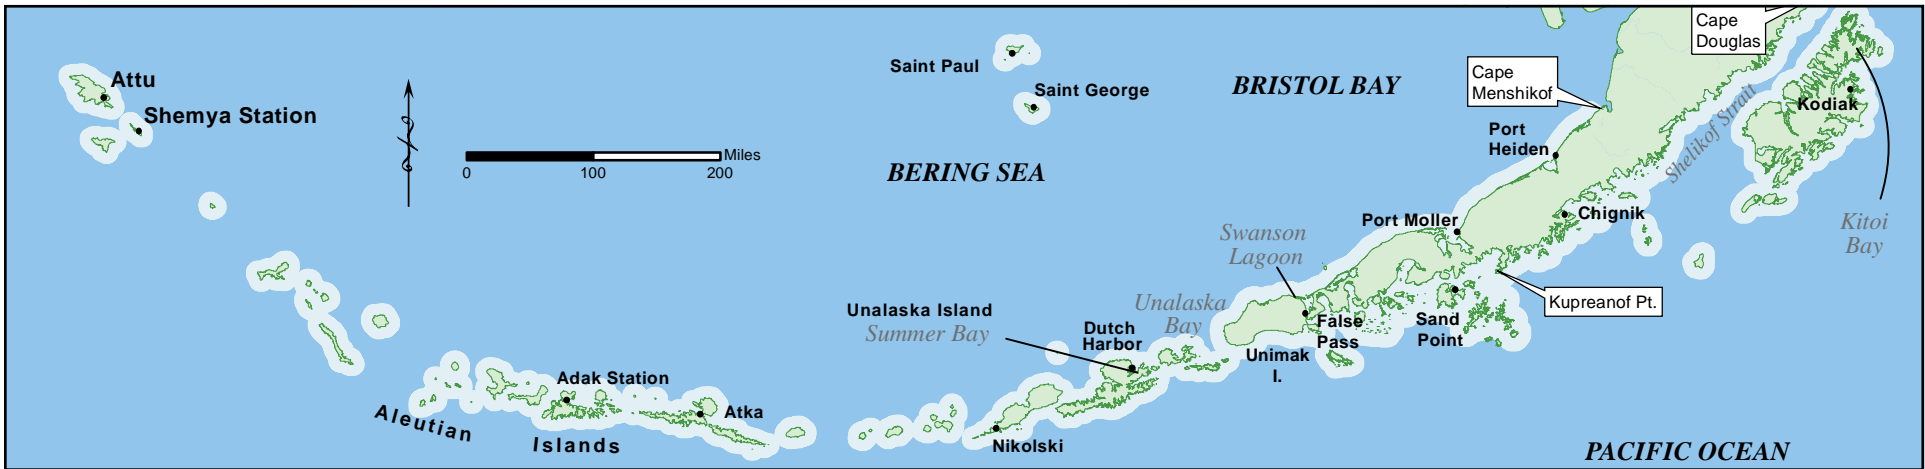 Cape
Douglas
Saint Paul
BRISTOL BAY
Cape
Menshikof
Attu
Saint George
Kodiak
Shemya Station
Shelikof Strait
Port
Heiden
Miles
0
100
200
BERING SEA
Chignik
Port Moller
Kitoi
Bay
Swanson
Lagoon
Unalaska
Bay
Kupreanof Pt.
Unalaska Island
Summer Bay
Dutch
Harbor
False
Pass
Sand
Point
Unimak
I.
Adak Station
Atka
Aleutian
Islands
Nikolski
PACIFIC OCEAN